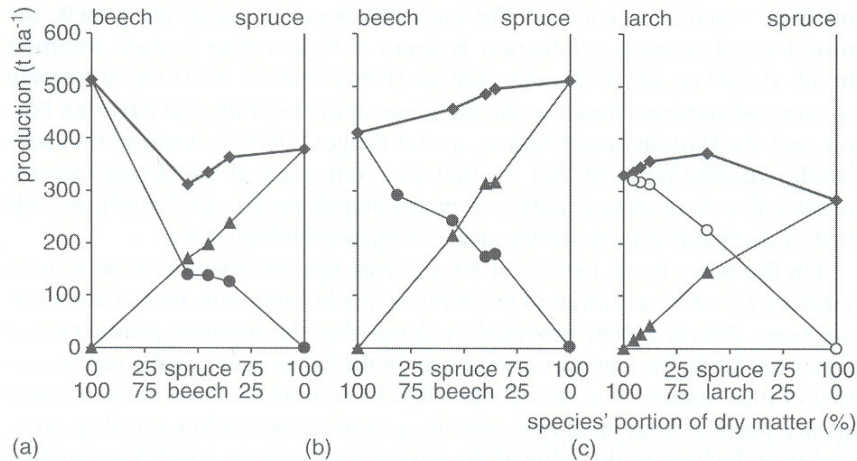 beech spruce beech spruce larch spruce
production (t ha⁻¹)
600
500
400
300
200
100
0
0 25 spruce 75 100 0 25 spruce 75 100 0 25 spruce 75 100
100 75 beech 25 0 100 75 beech 25 0 100 75 larch 25 0
species' portion of dry matter (%)
(a) (b) (c)